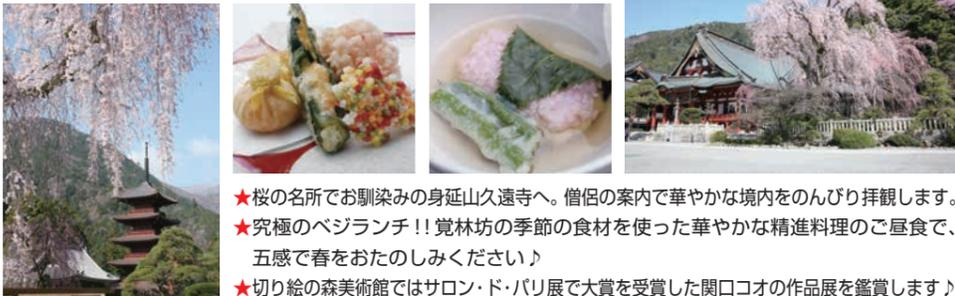 ★桜の名所でお馴染みの身延山久遠寺へ。僧侶の案内で華やかな境内をのんびり拝観します。
★究極のベジランチ!!覚林坊の季節の食材を使った華やかな精進料理のご昼食で、
五感で春をおたのしみください♪
★切り絵の森美術館ではサロン・ド・パリ展で大賞を受賞した関口コオの作品展を鑑賞します♪